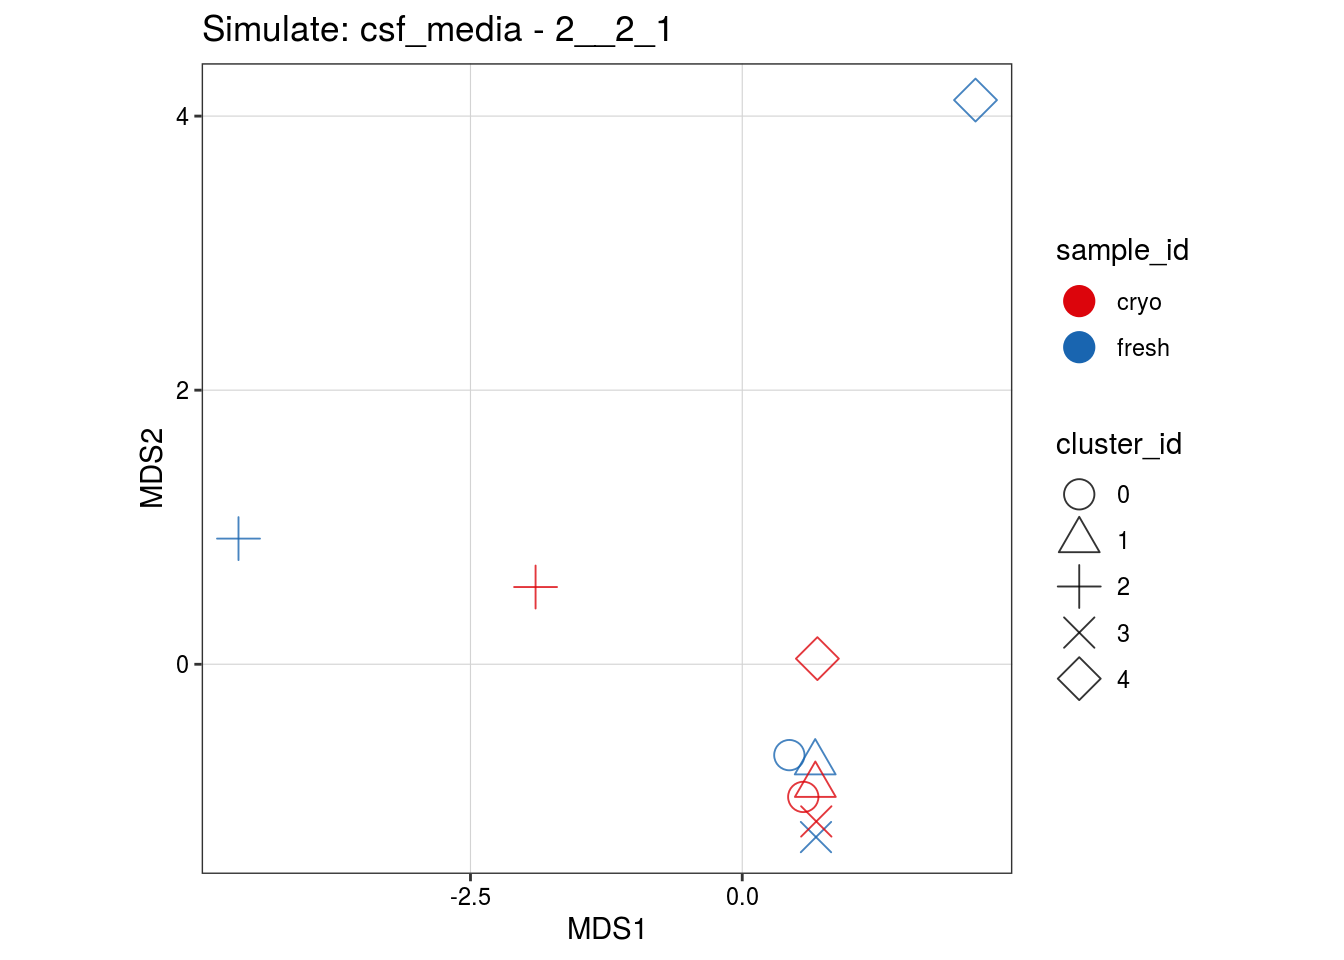 Simulate: csf_media - 2__2_1
4
2
0
MDS2
-2.5
0.0
MDS1
sample_id
cryo
fresh
cluster_id
0
1
2
3
4